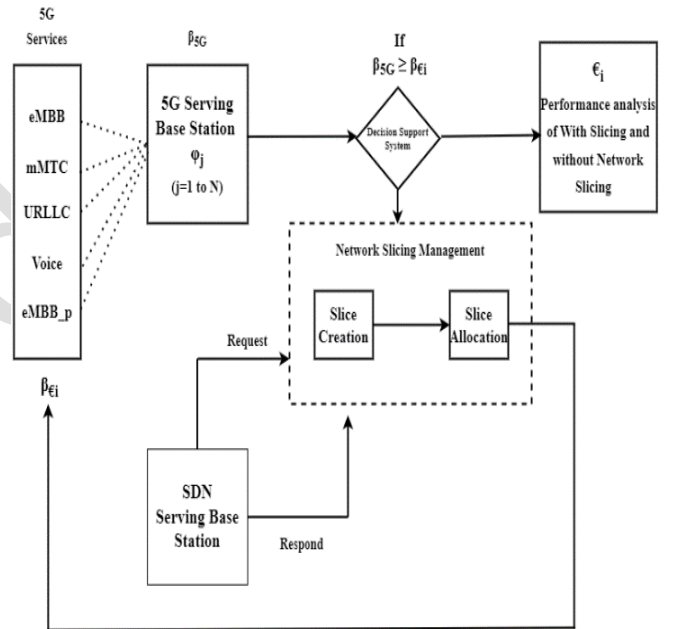 5G
Services
eMBB
mMTC
URLLC
Voice
eMBB_p
β€i
β5G
5G Serving
Base Station
φj
(j=1 to N)
If
β5G ≥ β€i
Decision Support
System
€i
Performance analysis
of With Slicing and
without Network
Slicing
Network Slicing Management
Slice
Creation
Slice
Allocation
Request
SDN
Serving Base
Station
Respond